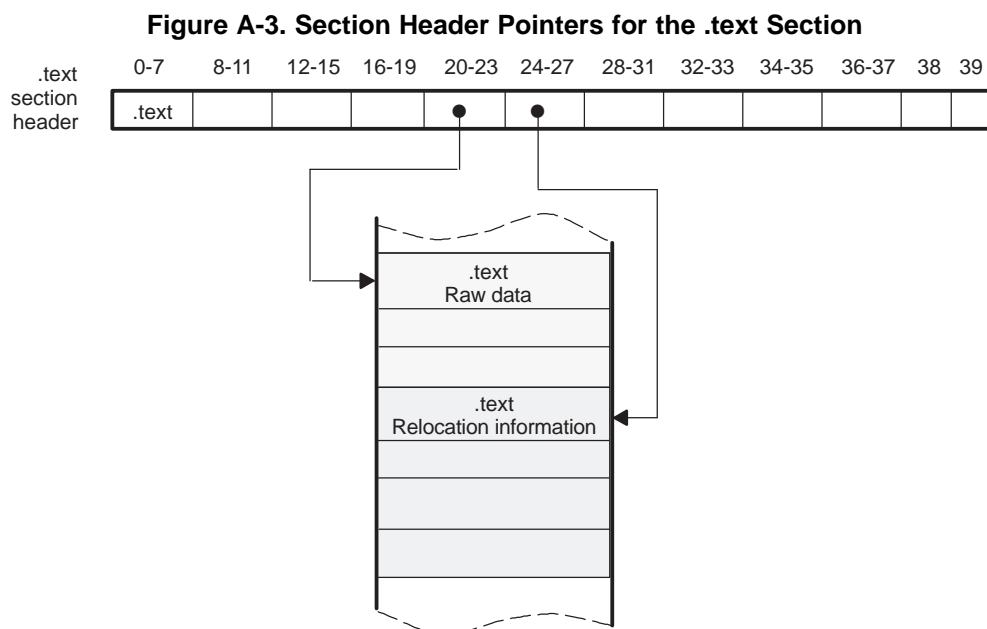 Figure A-3. Section Header Pointers for the .text Section
.text
section
header
0-7 8-11 12-15 16-19 20-23 24-27 28-31 32-33 34-35 36-37 38 39
.text
.text
Raw data
.text
Relocation information